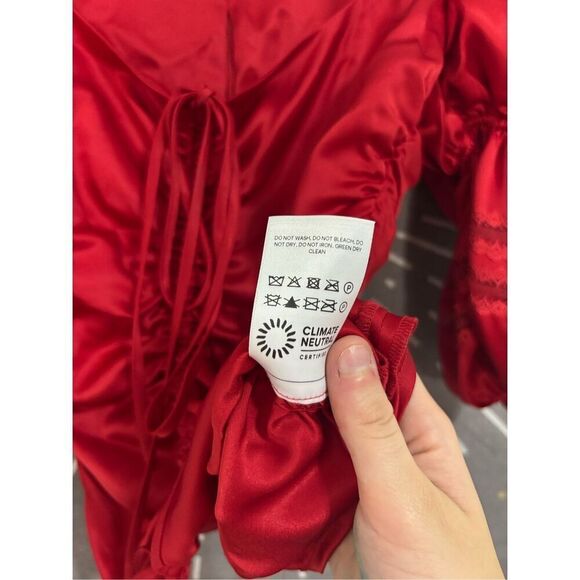 DO NOT WASH, DO NOT BLEACH, DO
NOT DRY, DO NOT IRON, GREEN DRY
CLEAN
P
P
CLIMATE
NEUTRAL